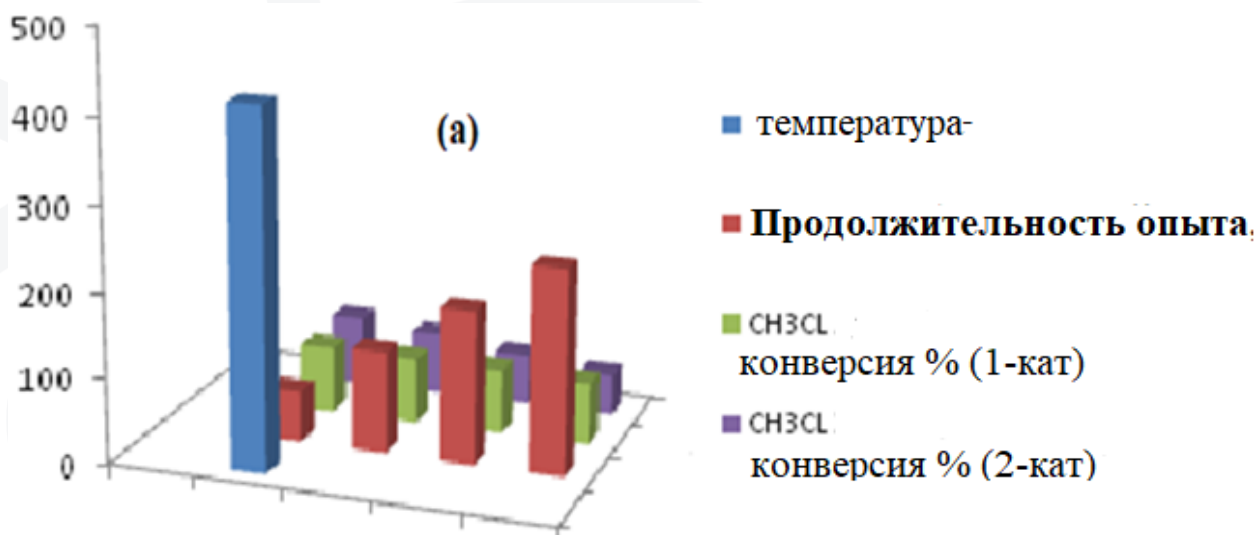 500
400
300
200
100
0
(а)
температура-
Продолжительность опыта,
CH3CL
конверсия % (1-кат)
CH3CL
конверсия % (2-кат)